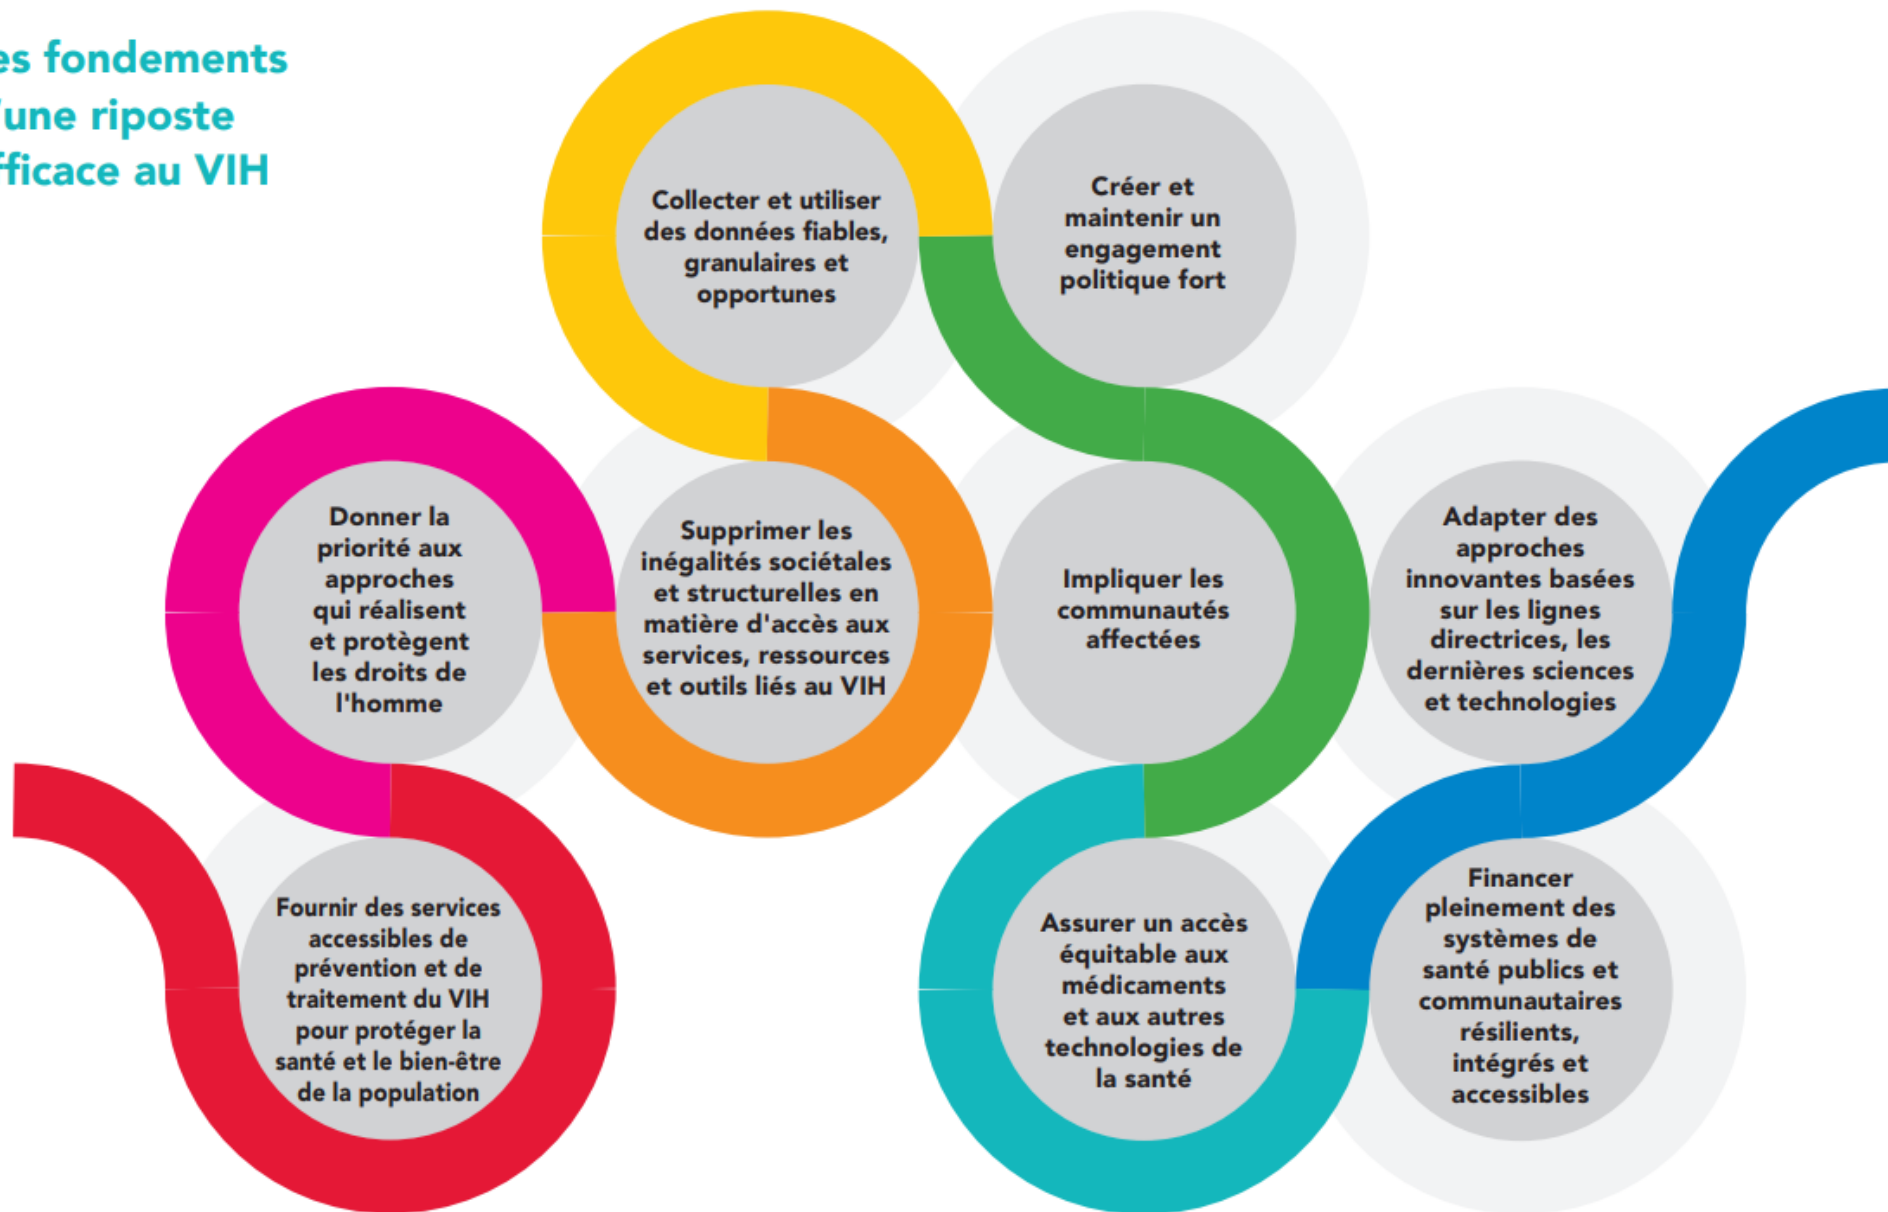 es fondements
'une riposte
fficace au VIH
Collecter et utiliser
des données fiables,
granulaires et
opportunes
Créer et
maintenir un
engagement
politique fort
Donner la
priorité aux
approches
qui réalisent
et protègent
les droits de
l'homme
Supprimer les
inégalités sociétales
et structurelles en
matière d'accès aux
services, ressources
et outils liés au VIH
Impliquer les
communautés
affectées
Adapter des
approches
innovantes basées
sur les lignes
directrices, les
dernières sciences
et technologies
Fournir des services
accessibles de
prévention et de
traitement du VIH
pour protéger la
santé et le bien-être
de la population
Assurer un accès
équitable aux
médicaments
et aux autres
technologies de
la santé
Financer
pleinement des
systèmes de
santé publics et
communautaires
résilients,
intégrés et
accessibles